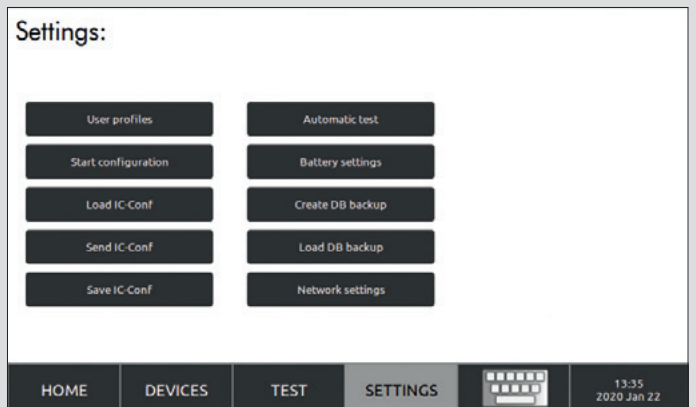 Settings:
User profiles
Automatic test
Start configuration
Battery settings
Load IC-Conf
Create DB backup
Send IC-Conf
Load DB backup
Save IC-Conf
Network settings
HOME DEVICES TEST SETTINGS
13:35
2020 Jan 22